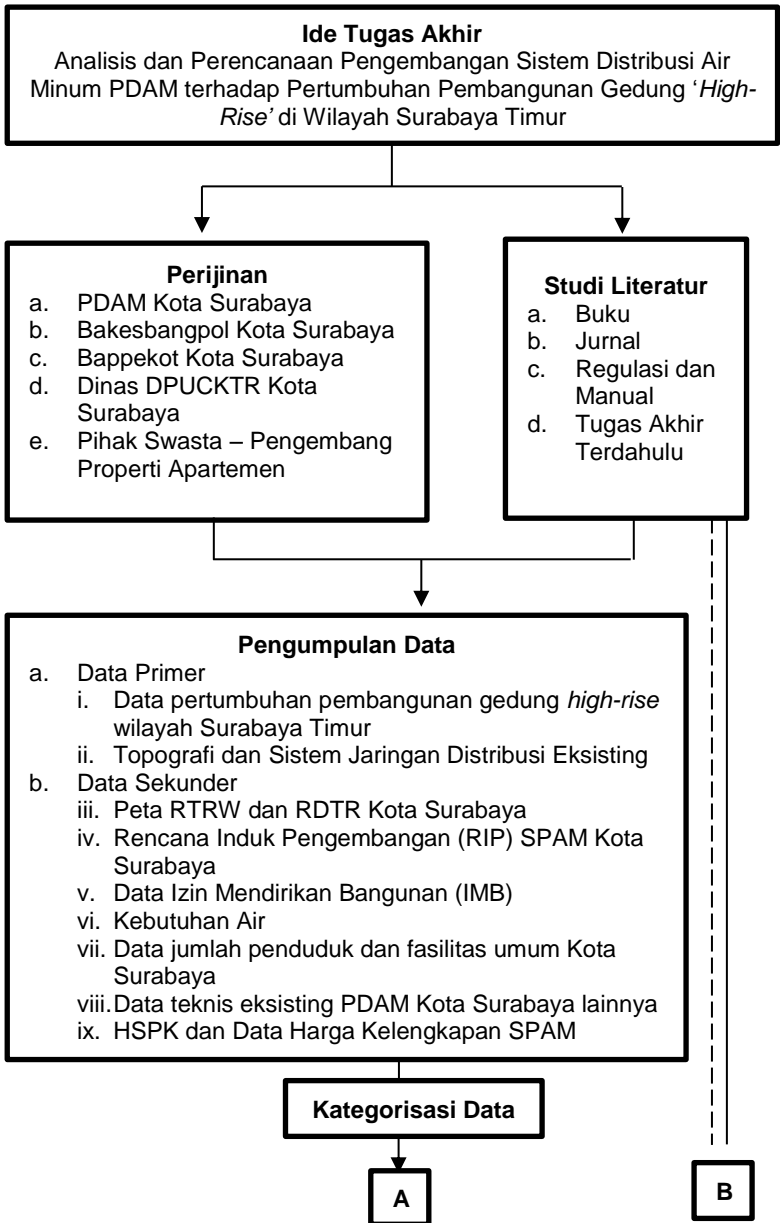 Ide Tugas Akhir
Analisis dan Perencanaan Pengembangan Sistem Distribusi Air
Minum PDAM terhadap Pertumbuhan Pembangunan Gedung ‘High-
Rise’ di Wilayah Surabaya Timur
Perijinan
a. PDAM Kota Surabaya
b. Bakesbangpol Kota Surabaya
c. Bappekot Kota Surabaya
d. Dinas DPUCKTR Kota
Surabaya
e. Pihak Swasta – Pengembang
Properti Apartemen
Studi Literatur
a. Buku
b. Jurnal
c. Regulasi dan
Manual
d. Tugas Akhir
Terdahulu
Pengumpulan Data
a. Data Primer
i. Data pertumbuhan pembangunan gedung high-rise
wilayah Surabaya Timur
ii. Topografi dan Sistem Jaringan Distribusi Eksisting
b. Data Sekunder
iii. Peta RTRW dan RDTR Kota Surabaya
iv. Rencana Induk Pengembangan (RIP) SPAM Kota
Surabaya
v. Data Izin Mendirikan Bangunan (IMB)
vi. Kebutuhan Air
vii. Data jumlah penduduk dan fasilitas umum Kota
Surabaya
viii.Data teknis eksisting PDAM Kota Surabaya lainnya
ix. HSPK dan Data Harga Kelengkapan SPAM
Kategorisasi Data
A
B